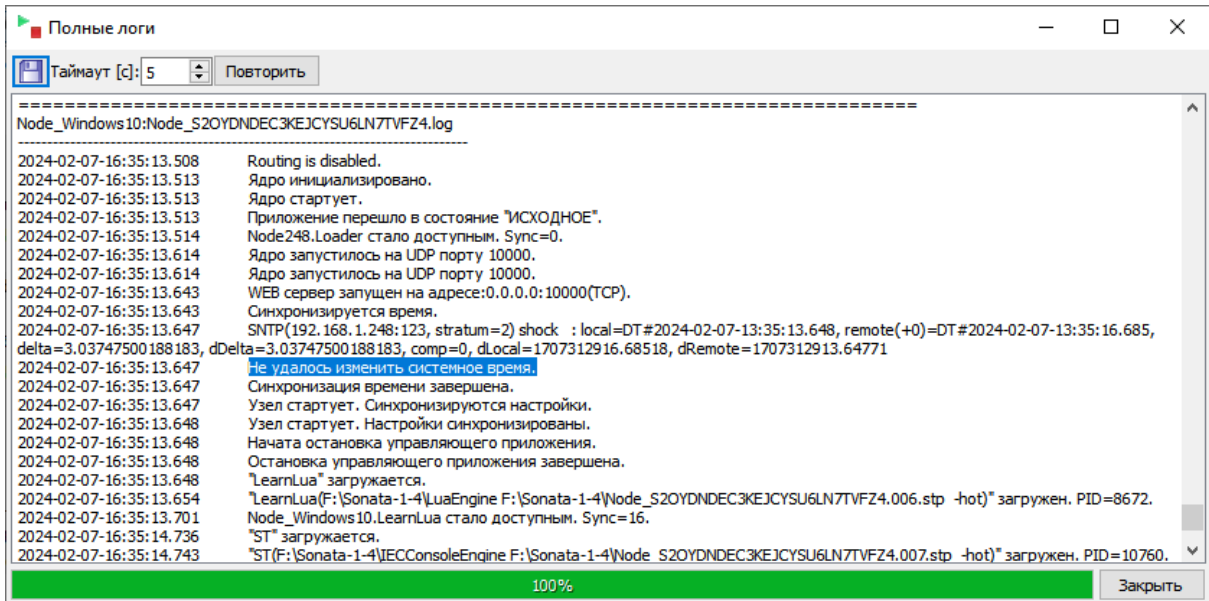 Полные логи
Таймаут [с]: 5 Повторить
==============================================================================
Node_Windows10:Node_S2OYDNDEC3KEJCYSU6LN7TVFZ4.log
------------------------------------------------------------------------------
2024-02-07-16:35:13.508 Routing is disabled.
2024-02-07-16:35:13.513 Ядро инициализировано.
2024-02-07-16:35:13.513 Ядро стартует.
2024-02-07-16:35:13.513 Приложение перешло в состояние "ИСХОДНОЕ".
2024-02-07-16:35:13.514 Node248.Loader стало доступным. Sync=0.
2024-02-07-16:35:13.614 Ядро запустилось на UDP порту 10000.
2024-02-07-16:35:13.614 Ядро запустилось на UDP порту 10000.
2024-02-07-16:35:13.643 WEB сервер запущен на адресе:0.0.0.0:10000(TCP).
2024-02-07-16:35:13.643 Синхронизируется время.
2024-02-07-16:35:13.647 SNTP(192.168.1.248:123, stratum=2) shock : local=DT#2024-02-07-13:35:13.648, remote(+0)=DT#2024-02-07-13:35:16.685,
delta=3.03747500188183, dDelta=3.03747500188183, comp=0, dLocal=1707312916.68518, dRemote=1707312913.64771
2024-02-07-16:35:13.647 Не удалось изменить системное время.
2024-02-07-16:35:13.647 Синхронизация времени завершена.
2024-02-07-16:35:13.647 Узел стартует. Синхронизируются настройки.
2024-02-07-16:35:13.648 Узел стартует. Настройки синхронизированы.
2024-02-07-16:35:13.648 Начата остановка управляющего приложения.
2024-02-07-16:35:13.648 Остановка управляющего приложения завершена.
2024-02-07-16:35:13.648 "LearnLua" загружается.
2024-02-07-16:35:13.654 "LearnLua(F:\Sonata-1-4\LuaEngine F:\Sonata-1-4\Node_S2OYDNDEC3KEJCYSU6LN7TVFZ4.006.stp -hot)" загружен. PID=8672.
2024-02-07-16:35:13.701 Node_Windows10.LearnLua стало доступным. Sync=16.
2024-02-07-16:35:14.736 "ST" загружается.
2024-02-07-16:35:14.743 "ST(F:\Sonata-1-4\IECConsoleEngine F:\Sonata-1-4\Node_S2OYDNDEC3KEJCYSU6LN7TVFZ4.007.stp -hot)" загружен. PID=10760.
100% Закрыть